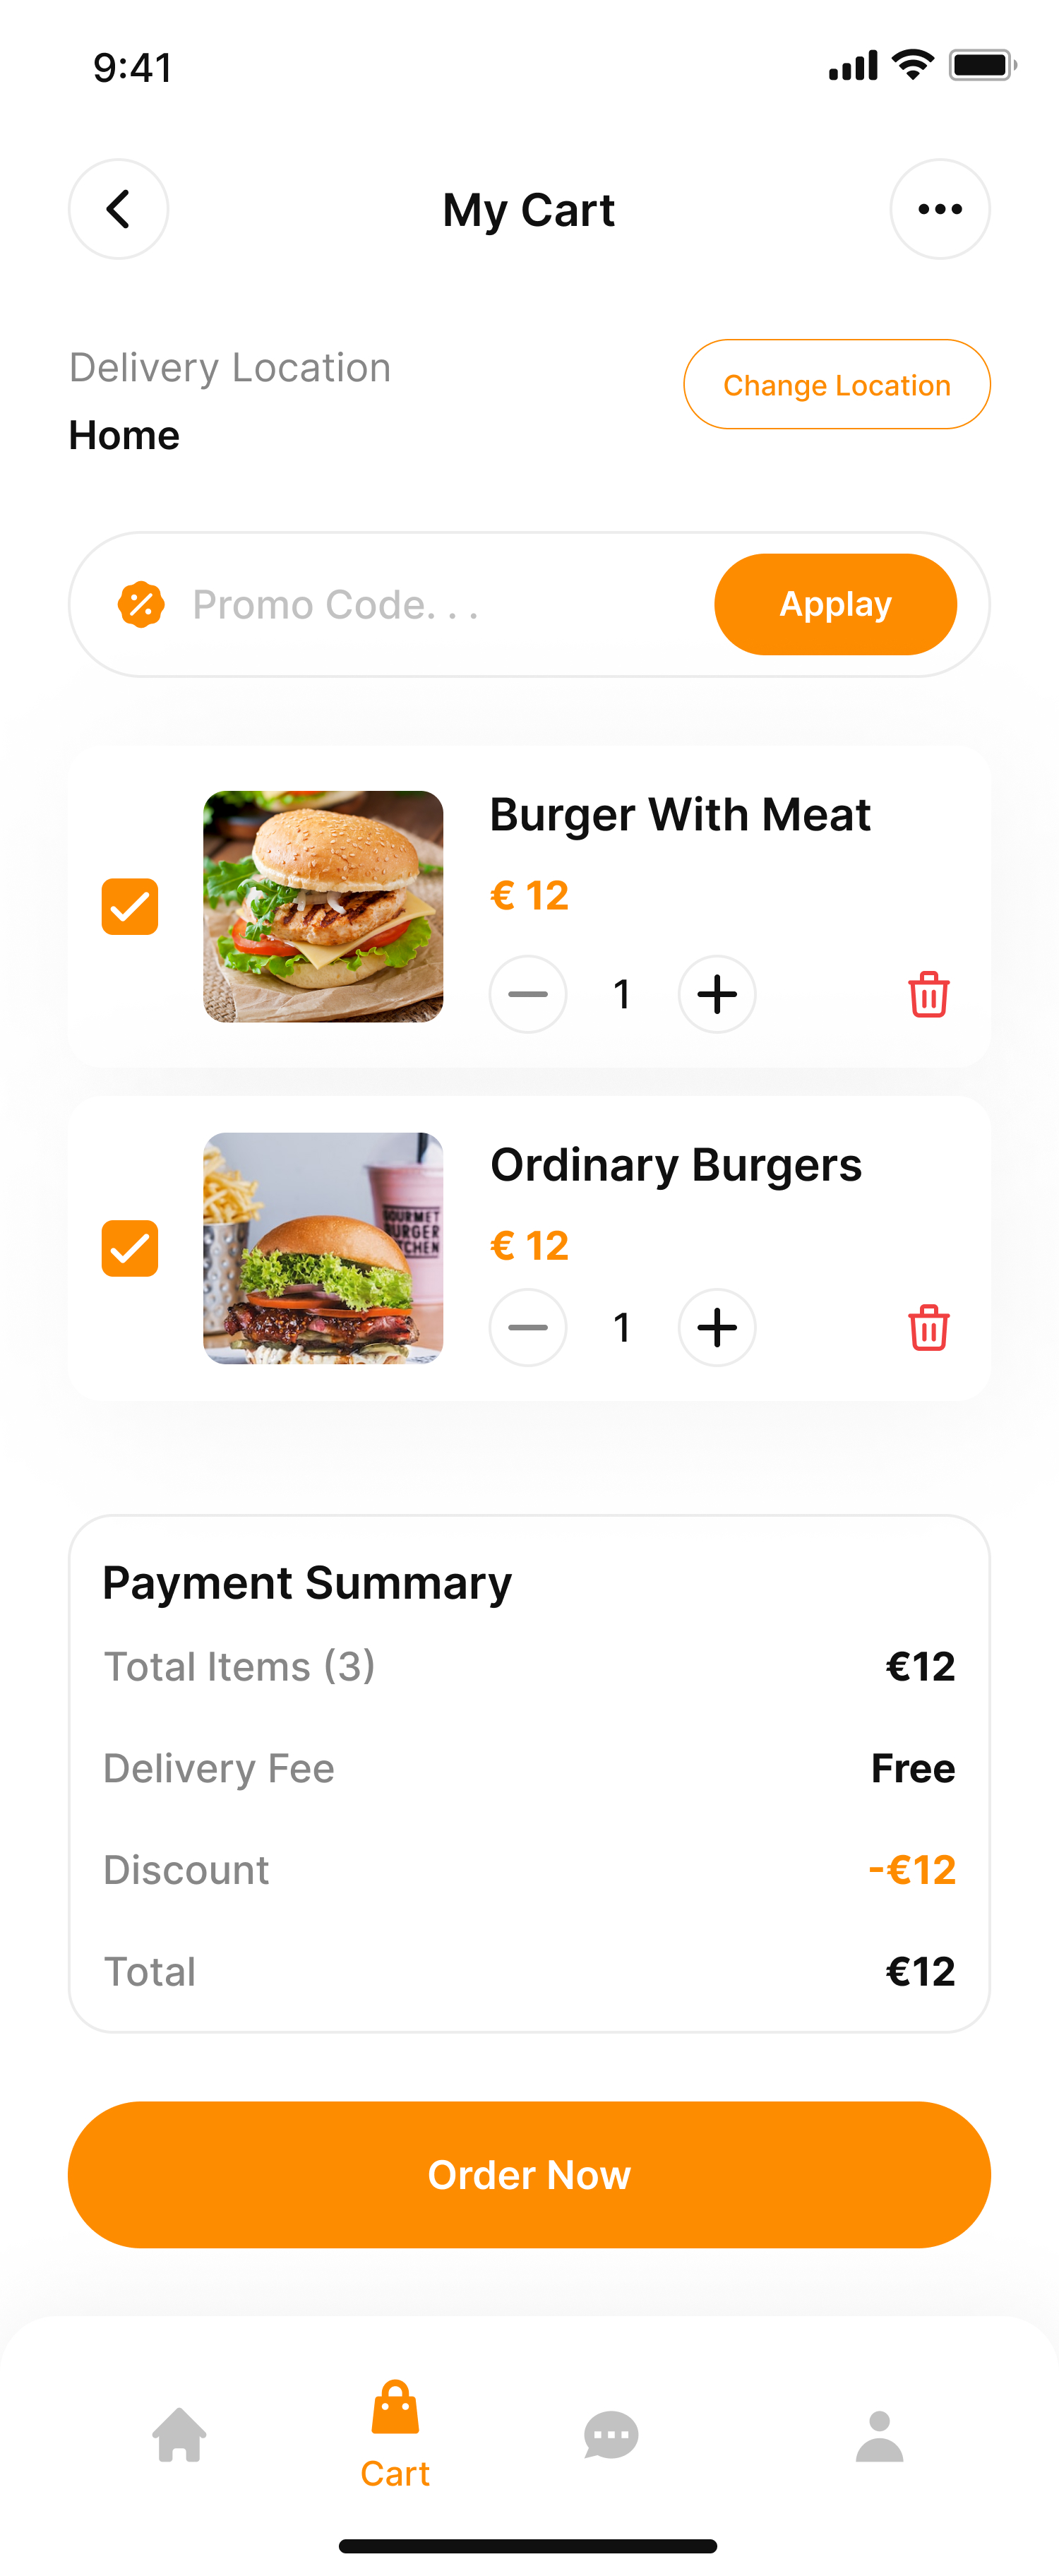 9:41
My Cart
Delivery Location
Change Location
Home
Promo Code. . .
Applay
Burger With Meat
€ 12
1
Ordinary Burgers
€ 12
1
Payment Summary
Total Items (3)
€12
Delivery Fee
Free
Discount
-€12
Total
€12
Order Now
Cart